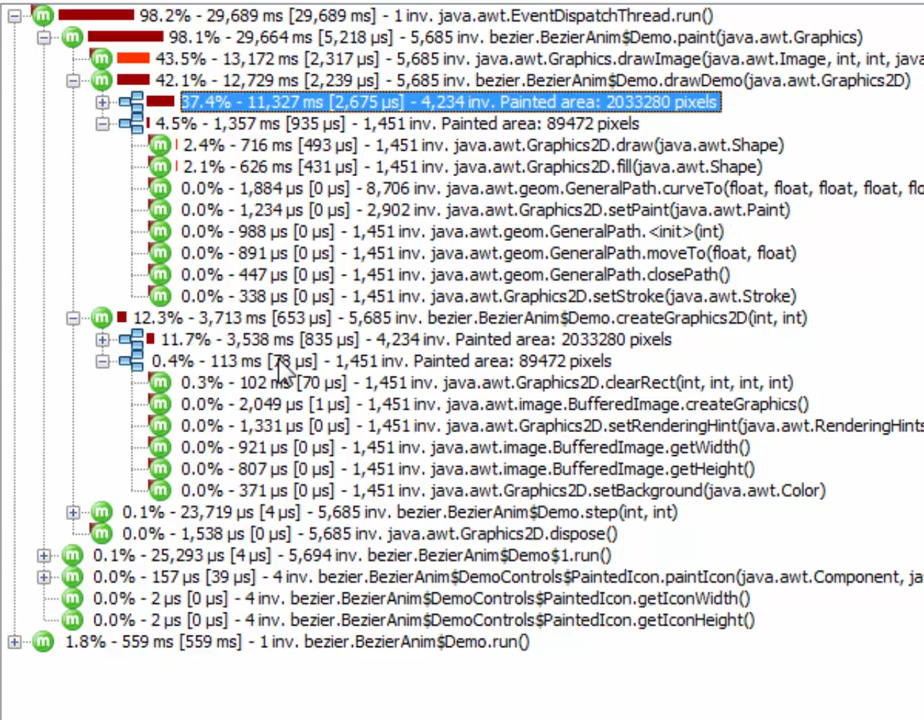 m 98.2% - 29,689 ms [29,689 ms] - 1 inv. java.awt.EventDispatchThread.run()
m 98.1% - 29,664 ms [5,218 µs] - 5,685 inv. bezier.BezierAnim$Demo.paint(java.awt.Graphics)
m 43.5% - 13,172 ms [2,317 µs] - 5,685 inv. java.awt.Graphics.drawImage(java.awt.Image, int, int, java
m 42.1% - 12,729 ms [2,239 µs] - 5,685 inv. bezier.BezierAnim$Demo.drawDemo(java.awt.Graphics2D)
37.4% - 11,327 ms [2,675 µs] - 4,234 inv. Painted area: 2033280 pixels
4.5% - 1,357 ms [935 µs] - 1,451 inv. Painted area: 89472 pixels
m 2.4% - 716 ms [493 µs] - 1,451 inv. java.awt.Graphics2D.draw(java.awt.Shape)
m 2.1% - 626 ms [431 µs] - 1,451 inv. java.awt.Graphics2D.fill(java.awt.Shape)
m 0.0% - 1,884 µs [0 µs] - 8,706 inv. java.awt.geom.GeneralPath.curveTo(float, float, float, float, flo
m 0.0% - 1,234 µs [0 µs] - 2,902 inv. java.awt.Graphics2D.setPaint(java.awt.Paint)
m 0.0% - 988 µs [0 µs] - 1,451 inv. java.awt.geom.GeneralPath.<init>(int)
m 0.0% - 891 µs [0 µs] - 1,451 inv. java.awt.geom.GeneralPath.moveTo(float, float)
m 0.0% - 447 µs [0 µs] - 1,451 inv. java.awt.geom.GeneralPath.closePath()
m 0.0% - 338 µs [0 µs] - 1,451 inv. java.awt.Graphics2D.setStroke(java.awt.Stroke)
m 12.3% - 3,713 ms [653 µs] - 5,685 inv. bezier.BezierAnim$Demo.createGraphics2D(int, int)
11.7% - 3,538 ms [835 µs] - 4,234 inv. Painted area: 2033280 pixels
0.4% - 113 ms [78 µs] - 1,451 inv. Painted area: 89472 pixels
m 0.3% - 102 ms [70 µs] - 1,451 inv. java.awt.Graphics2D.clearRect(int, int, int, int)
m 0.0% - 2,049 µs [1 µs] - 1,451 inv. java.awt.image.BufferedImage.createGraphics()
m 0.0% - 1,331 µs [0 µs] - 1,451 inv. java.awt.Graphics2D.setRenderingHint(java.awt.RenderingHints
m 0.0% - 921 µs [0 µs] - 1,451 inv. java.awt.image.BufferedImage.getWidth()
m 0.0% - 807 µs [0 µs] - 1,451 inv. java.awt.image.BufferedImage.getHeight()
m 0.0% - 371 µs [0 µs] - 1,451 inv. java.awt.Graphics2D.setBackground(java.awt.Color)
m 0.1% - 23,719 µs [4 µs] - 5,685 inv. bezier.BezierAnim$Demo.step(int, int)
m 0.0% - 1,538 µs [0 µs] - 5,685 inv. java.awt.Graphics2D.dispose()
m 0.1% - 25,293 µs [4 µs] - 5,694 inv. bezier.BezierAnim$Demo$1.run()
m 0.0% - 157 µs [39 µs] - 4 inv. bezier.BezierAnim$DemoControls$PaintedIcon.paintIcon(java.awt.Component, ja
m 0.0% - 2 µs [0 µs] - 4 inv. bezier.BezierAnim$DemoControls$PaintedIcon.getIconWidth()
m 0.0% - 2 µs [0 µs] - 4 inv. bezier.BezierAnim$DemoControls$PaintedIcon.getIconHeight()
m 1.8% - 559 ms [559 ms] - 1 inv. bezier.BezierAnim$Demo.run()